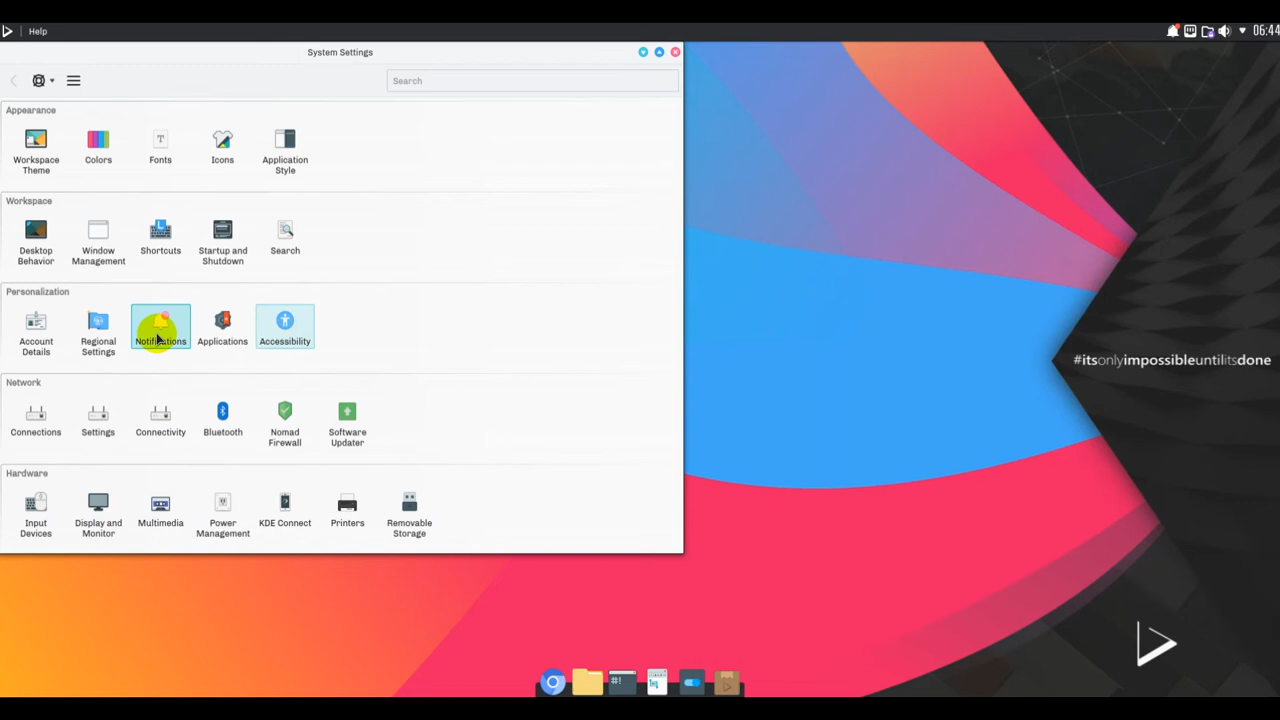 Help
06:44
System Settings
Search
Appearance
Workspace
Theme
Colors
Fonts
Icons
Application
Style
Workspace
Desktop
Behavior
Window
Management
Shortcuts
Startup and
Shutdown
Search
Personalization
Account
Details
Regional
Settings
Notifications
Applications
Accessibility
#itsonlyimpossibleuntilitsdone
Network
Connections
Settings
Connectivity
Bluetooth
Nomad
Firewall
Software
Updater
Hardware
Input
Devices
Display and
Monitor
Multimedia
Power
Management
KDE Connect
Printers
Removable
Storage
#!